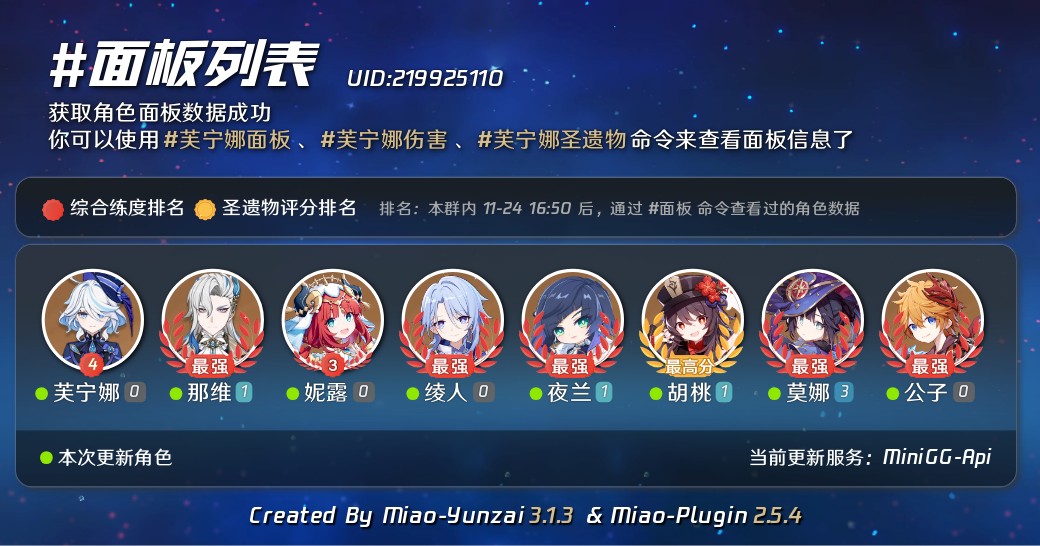 #面板列表 UID:219925110
获取角色面板数据成功
你可以使用#芙宁娜面板、#芙宁娜伤害、#芙宁娜圣遗物命令来查看面板信息了
综合练度排名 圣遗物评分排名 排名：本群内 11-24 16:50 后，通过 #面板 命令查看过的角色数据
4 最强 3 最强 最强 最高分 最强 最强
芙宁娜 0 那维 1 妮露 0 绫人 0 夜兰 1 胡桃 1 莫娜 3 公子 0
本次更新角色 当前更新服务：MiniGG-Api
Created By Miao-Yunzai 3.1.3 & Miao-Plugin 2.5.4